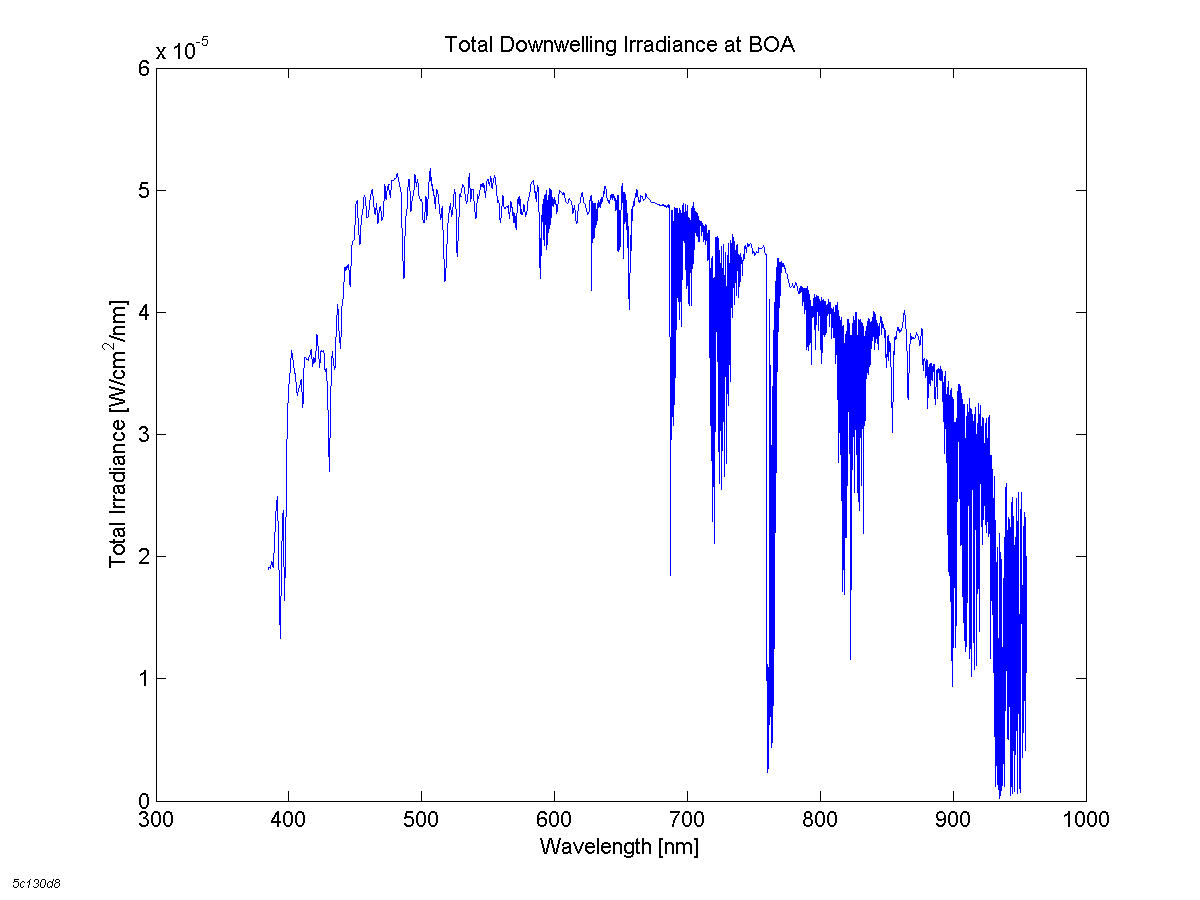 Total Downwelling Irradiance at BOA
x 10^-5
6
5
4
3
2
1
0
Total Irradiance [W/cm^2/nm]
300 400 500 600 700 800 900 1000
Wavelength [nm]
5c130d8